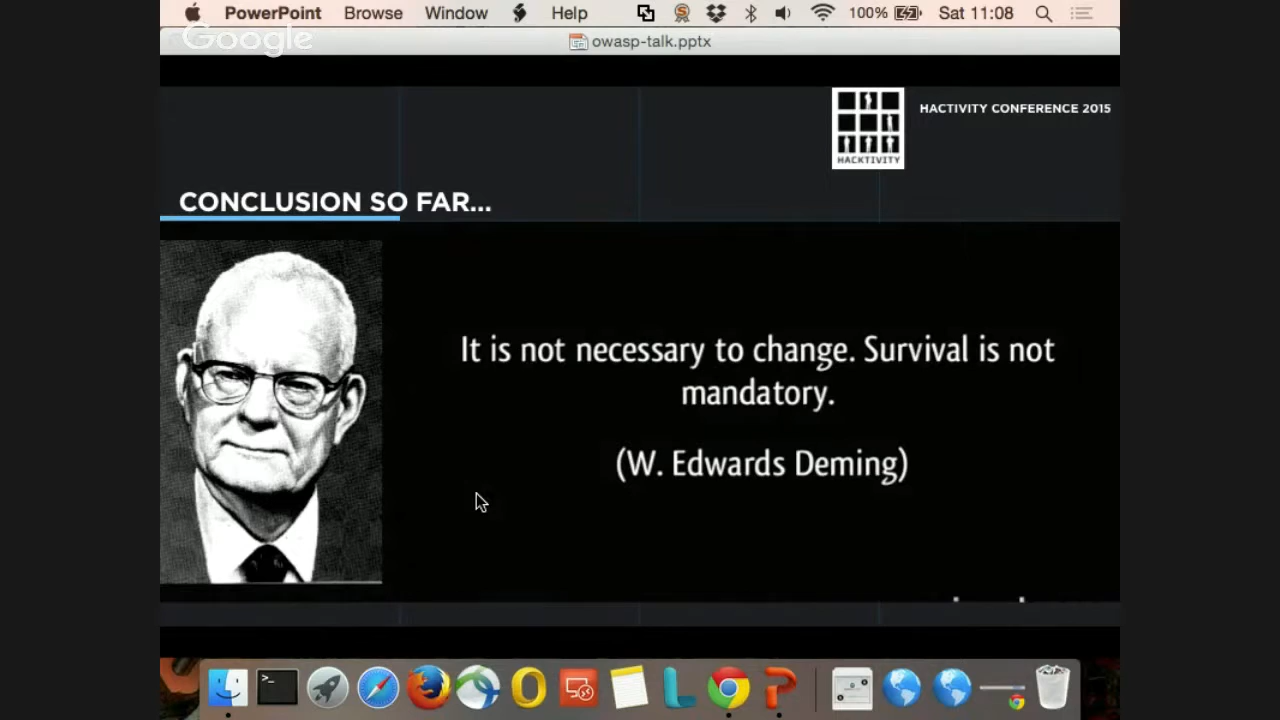 PowerPoint Browse Window Help 100% Sat 11:08
Google
owasp-talk.pptx
HACTIVITY CONFERENCE 2015
HACKTIVITY
CONCLUSION SO FAR...
It is not necessary to change. Survival is not
mandatory.
(W. Edwards Deming)